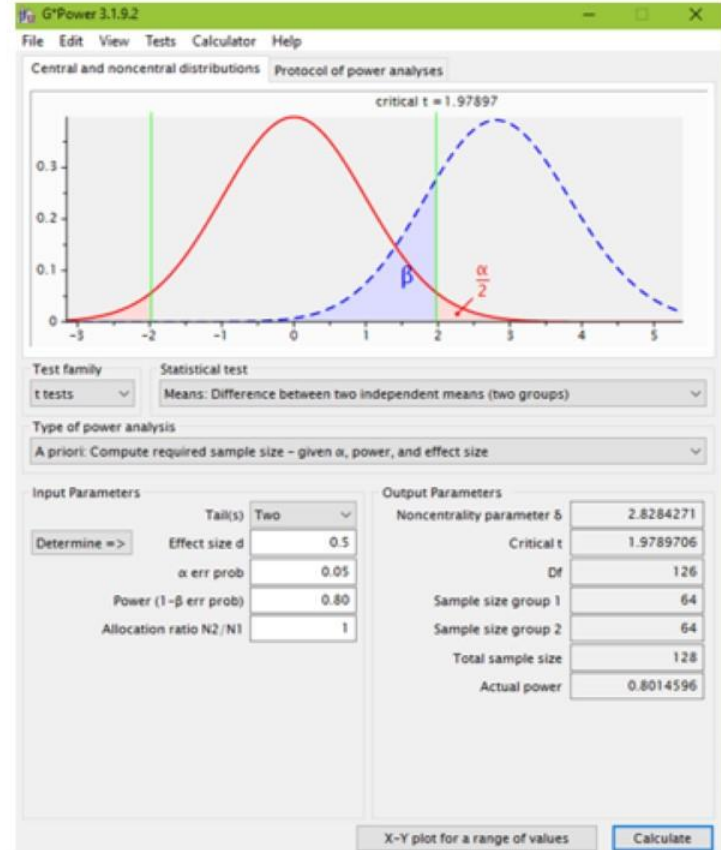 G*Power 3.1.9.2
File Edit View Tests Calculator Help
Central and noncentral distributions Protocol of power analyses
critical t = 1.97897
0.3
0.2
0.1
0
β
α
2
-3 -2 -1 0 1 2 3 4 5
Test family Statistical test
t tests Means: Difference between two independent means (two groups)
Type of power analysis
A priori: Compute required sample size – given α, power, and effect size
Input Parameters Output Parameters
Tail(s) Two Noncentrality parameter δ 2.8284271
Determine => Effect size d 0.5 Critical t 1.9789706
α err prob 0.05 Df 126
Power (1-β err prob) 0.80 Sample size group 1 64
Allocation ratio N2/N1 1 Sample size group 2 64
Total sample size 128
Actual power 0.8014596
X-Y plot for a range of values Calculate